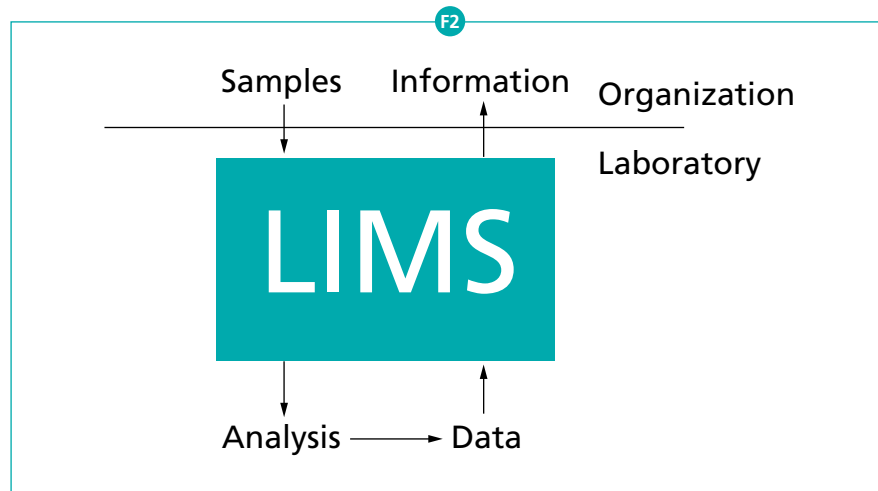 F2
Samples Information Organization
Laboratory
LIMS
Analysis Data